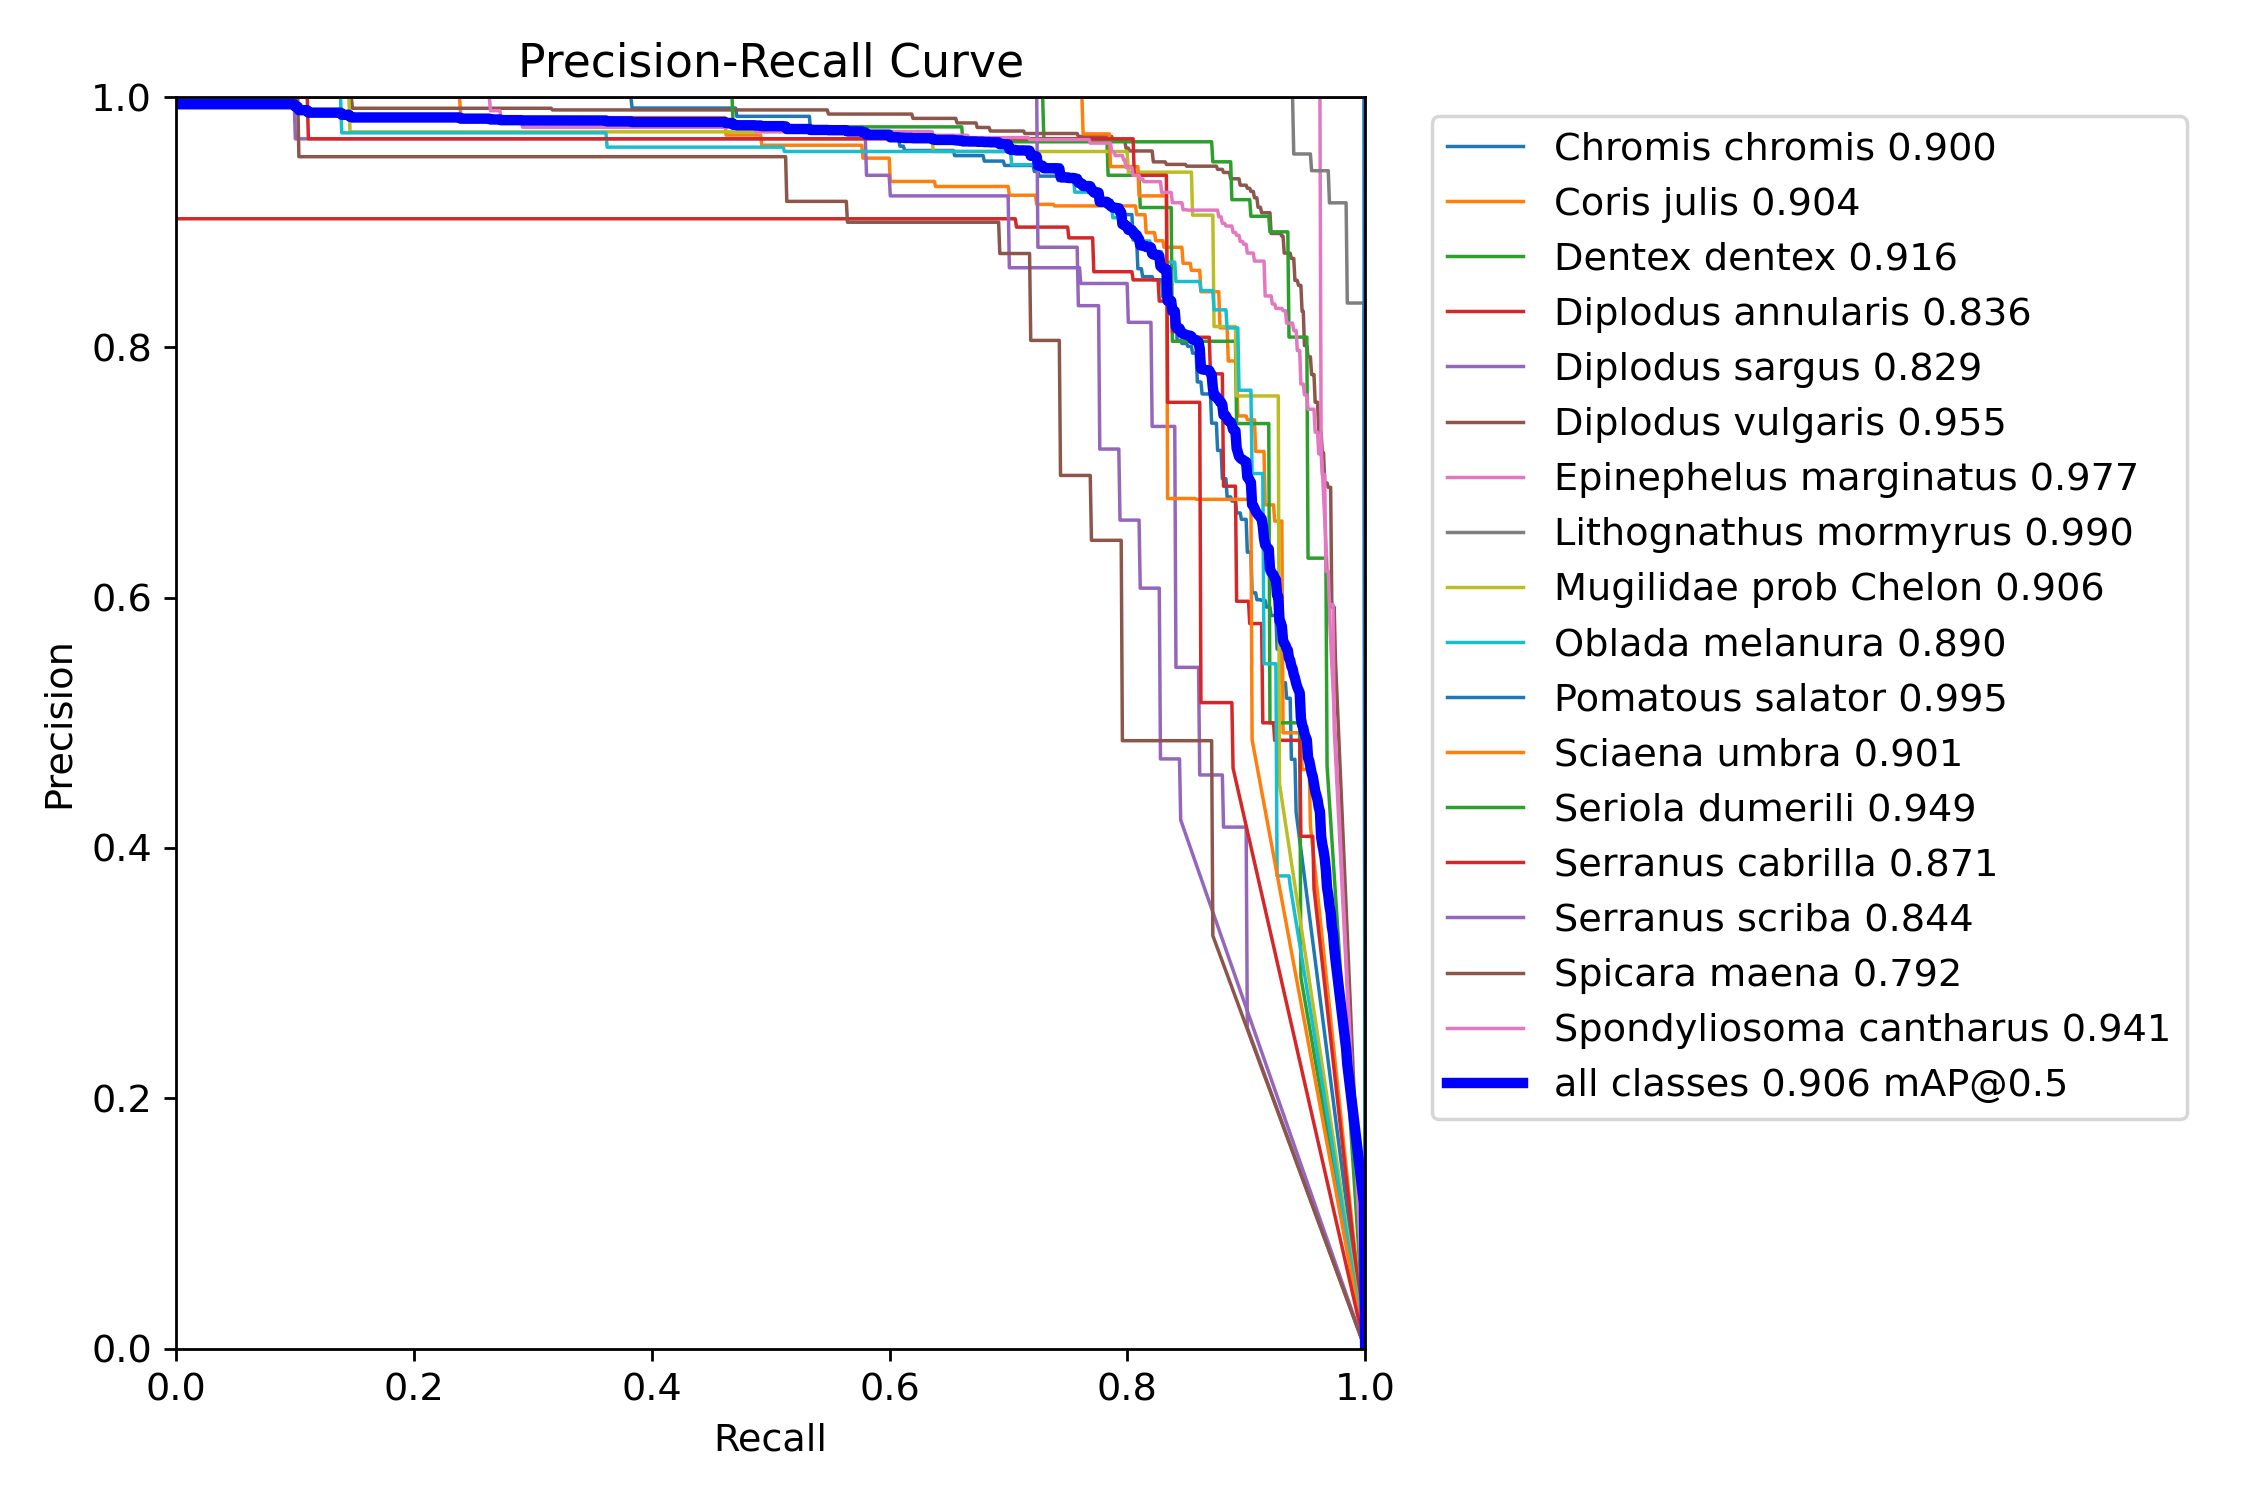 Precision-Recall Curve
1.0
0.8
0.6
0.4
0.2
0.0
Precision
0.0 0.2 0.4 0.6 0.8 1.0
Recall
Chromis chromis 0.900
Coris julis 0.904
Dentex dentex 0.916
Diplodus annularis 0.836
Diplodus sargus 0.829
Diplodus vulgaris 0.955
Epinephelus marginatus 0.977
Lithognathus mormyrus 0.990
Mugilidae prob Chelon 0.906
Oblada melanura 0.890
Pomatous salator 0.995
Sciaena umbra 0.901
Seriola dumerili 0.949
Serranus cabrilla 0.871
Serranus scriba 0.844
Spicara maena 0.792
Spondyliosoma cantharus 0.941
all classes 0.906 mAP@0.5